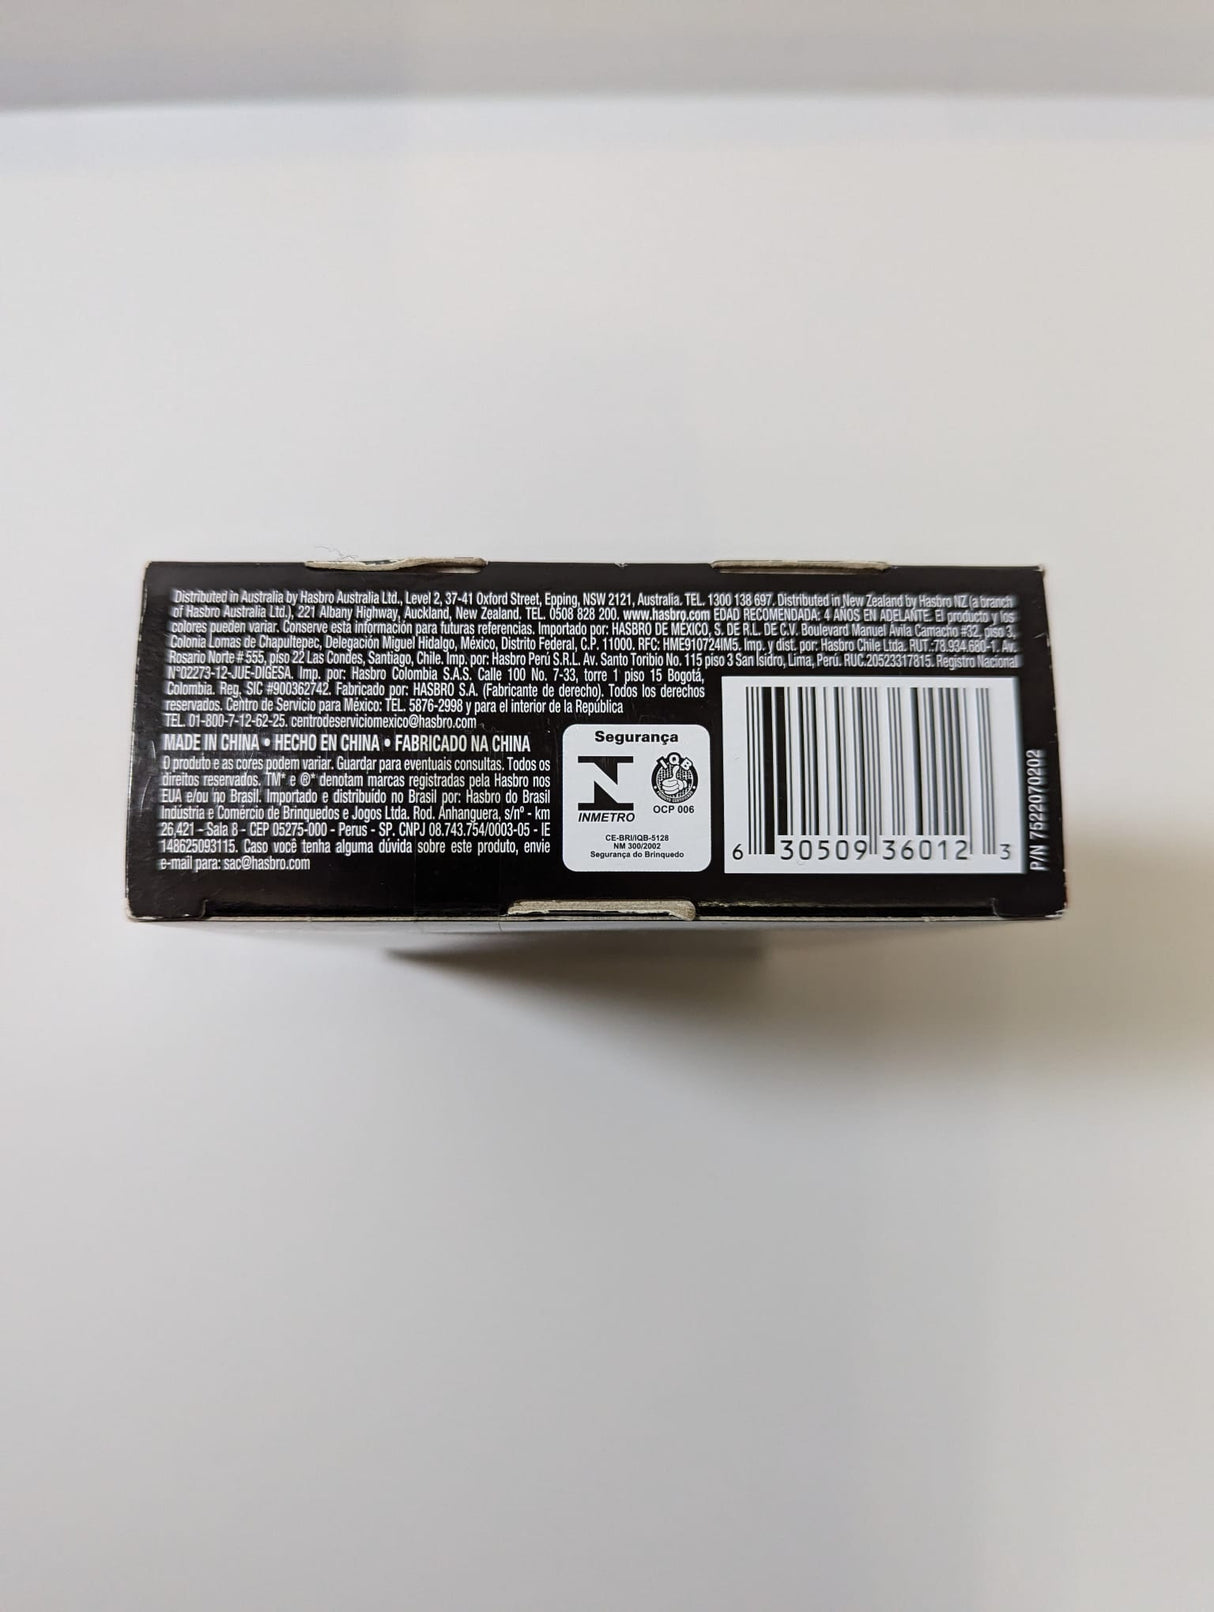 Distributed in Australia by Hasbro Australia Ltd., Level 2, 37-41 Oxford Street, Epping, NSW 2121, Australia. TEL. 1300 138 697. Distributed in New Zealand by Hasbro NZ (a branch
of Hasbro Australia Ltd.), 221 Albany Highway, Auckland, New Zealand. TEL. 0508 828 200. www.hasbro.com EDAD RECOMENDADA: 4 AÑOS EN ADELANTE. El producto y los
colores pueden variar. Conserve esta información para futuras referencias. Importado por: HASBRO DE MÉXICO, S. DE R.L. DE C.V. Boulevard Manuel Ávila Camacho #32, piso 3,
Colonia Lomas de Chapultepec, Delegación Miguel Hidalgo, México, Distrito Federal, C.P. 11000. RFC: HME910724IM5. Imp. y dist. por: Hasbro Chile Ltda. RUT.:78.934.680-1. Av.
Rosario Norte # 555, piso 22 Las Condes, Santiago, Chile. Imp. por: Hasbro Perú S.R.L. Av. Santo Toribio No. 115 piso 3 San Isidro, Lima, Perú. RUC.20523317815. Registro Nacional
N°02273-12-JUE-DIGESA. Imp. por: Hasbro Colombia S.A.S. Calle 100 No. 7-33, torre 1 piso 15 Bogotá,
Colombia. Reg. SIC #900362742. Fabricado por: HASBRO S.A. (Fabricante de derecho). Todos los derechos
reservados. Centro de Servicio para México: TEL. 5876-2998 y para el interior de la República
TEL. 01-800-7-12-62-25. centrodeserviciomexico@hasbro.com
MADE IN CHINA • HECHO EN CHINA • FABRICADO NA CHINA
O produto e as cores podem variar. Guardar para eventuais consultas. Todos os
direitos reservados. TM* e ®* denotam marcas registradas pela Hasbro nos
EUA e/ou no Brasil. Importado e distribuído no Brasil por: Hasbro do Brasil
Indústria e Comércio de Brinquedos e Jogos Ltda. Rod. Anhanguera, s/nº - km
26,421 - Sala 8 - CEP 05275-000 - Perus - SP. CNPJ 08.743.754/0003-05 - IE
148625093115. Caso você tenha alguma dúvida sobre este produto, envie
e-mail para: sac@hasbro.com
Segurança
IQB
INMETRO
OCP 006
CE-BRI/IQB-5128
NM 300/2002
Segurança do Brinquedo
6 30509 36012 3
P/N 7522070202